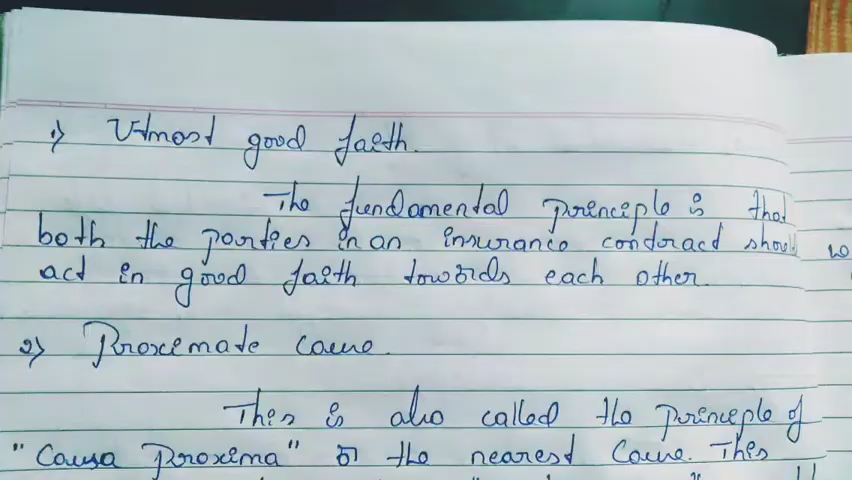 1) Utmost good faith.
The fundamental principle is that
both the parties in an insurance contract should
act in good faith towards each other.
2) Proximate cause.
This is also called the principle of
"Causa Proxima" or the nearest cause. This